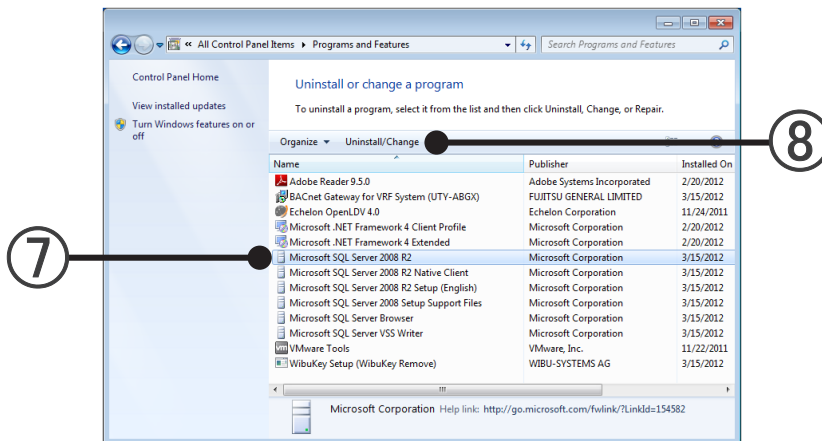 « All Control Panel Items ▸ Programs and Features
Search Programs and Features
Control Panel Home
View installed updates
Turn Windows features on or
off
Uninstall or change a program
To uninstall a program, select it from the list and then click Uninstall, Change, or Repair.
Organize ▾ Uninstall/Change
8
Name Publisher Installed On
Adobe Reader 9.5.0 Adobe Systems Incorporated 2/20/2012
BACnet Gateway for VRF System (UTY-ABGX) FUJITSU GENERAL LIMITED 3/15/2012
Echelon OpenLDV 4.0 Echelon Corporation 11/24/2011
Microsoft .NET Framework 4 Client Profile Microsoft Corporation 2/20/2012
Microsoft .NET Framework 4 Extended Microsoft Corporation 2/20/2012
7
Microsoft SQL Server 2008 R2 Microsoft Corporation 3/15/2012
Microsoft SQL Server 2008 R2 Native Client Microsoft Corporation 3/15/2012
Microsoft SQL Server 2008 R2 Setup (English) Microsoft Corporation 3/15/2012
Microsoft SQL Server 2008 Setup Support Files Microsoft Corporation 3/15/2012
Microsoft SQL Server Browser Microsoft Corporation 3/15/2012
Microsoft SQL Server VSS Writer Microsoft Corporation 3/15/2012
VMware Tools VMware, Inc. 11/22/2011
WibuKey Setup (WibuKey Remove) WIBU-SYSTEMS AG 3/15/2012
Microsoft Corporation Help link: http://go.microsoft.com/fwlink/?LinkId=154582